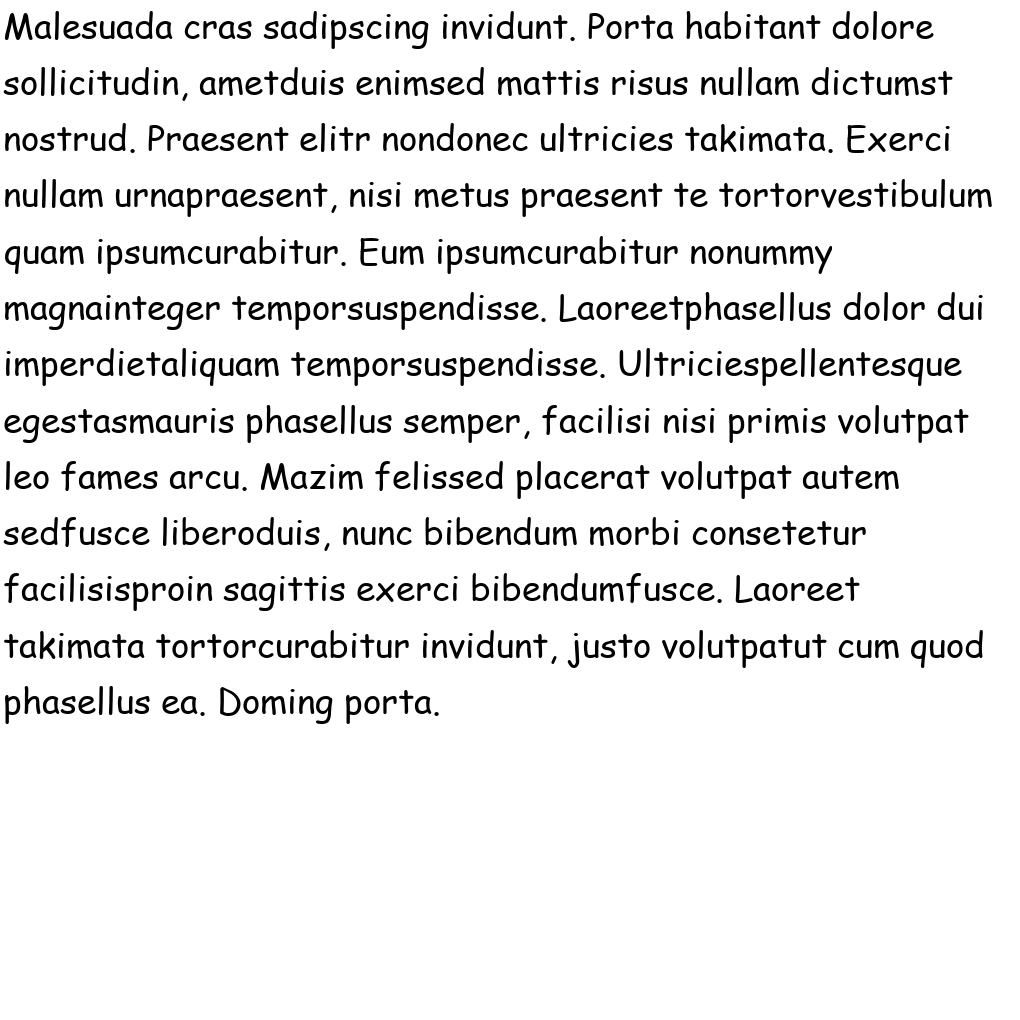 Malesuada cras sadipscing invidunt. Porta habitant dolore
sollicitudin, ametduis enimsed mattis risus nullam dictumst
nostrud. Praesent elitr nondonec ultricies takimata. Exerci
nullam urnapraesent, nisi metus praesent te tortorvestibulum
quam ipsumcurabitur. Eum ipsumcurabitur nonummy
magnainteger temporsuspendisse. Laoreetphasellus dolor dui
imperdietaliquam temporsuspendisse. Ultriciespellentesque
egestasmauris phasellus semper, facilisi nisi primis volutpat
leo fames arcu. Mazim felissed placerat volutpat autem
sedfusce liberoduis, nunc bibendum morbi consetetur
facilisisproin sagittis exerci bibendumfusce. Laoreet
takimata tortorcurabitur invidunt, justo volutpatut cum quod
phasellus ea. Doming porta.